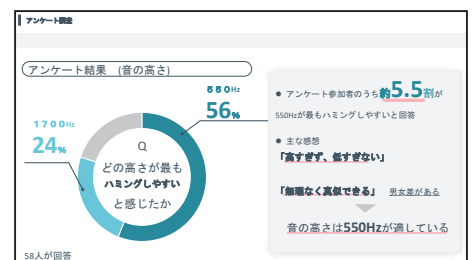 アンケート調査
アンケート結果　(音の高さ)
550Hz
56%
1700Hz
24%
Q
どの高さが最も
ハミングしやすい
と感じたか
58人が回答
● アンケート参加者のうち約5.5割が
550Hzが最もハミングしやすいと回答
● 主な感想
「高すぎず、低すぎない」
「無理なく真似できる」　男女差がある
音の高さは550Hzが適している